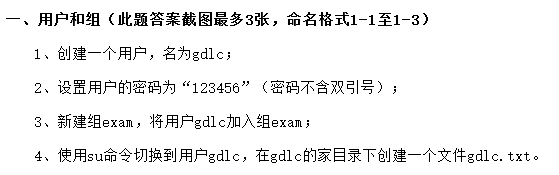 一、用户和组（此题答案截图最多3张，命名格式1-1至1-3）
1、创建一个用户，名为gdlc；
2、设置用户的密码为“123456”（密码不含双引号）；
3、新建组exam，将用户gdlc加入组exam；
4、使用su命令切换到用户gdlc，在gdlc的家目录下创建一个文件gdlc.txt。